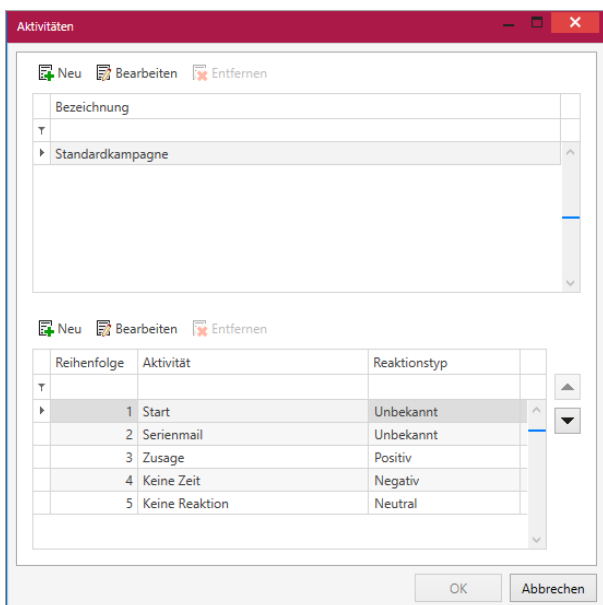 Aktivitäten
Neu Bearbeiten Entfernen
Bezeichnung
Standardkampagne
Neu Bearbeiten Entfernen
Reihenfolge Aktivität Reaktionstyp
1 Start Unbekannt
2 Serienmail Unbekannt
3 Zusage Positiv
4 Keine Zeit Negativ
5 Keine Reaktion Neutral
OK Abbrechen